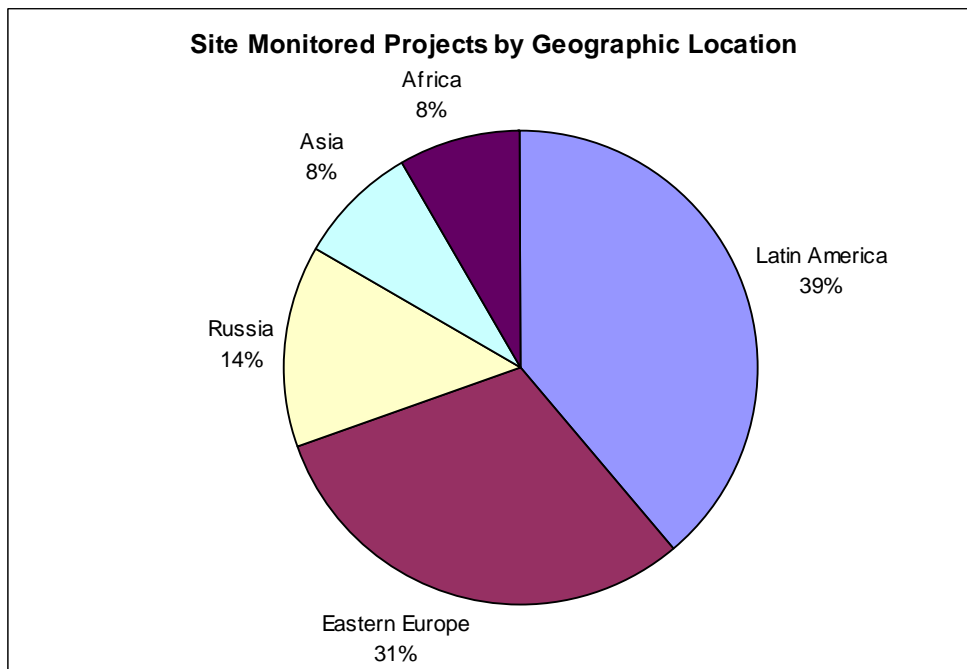 Site Monitored Projects by Geographic Location
Africa
8%
Asia
8%
Latin America
39%
Russia
14%
Eastern Europe
31%